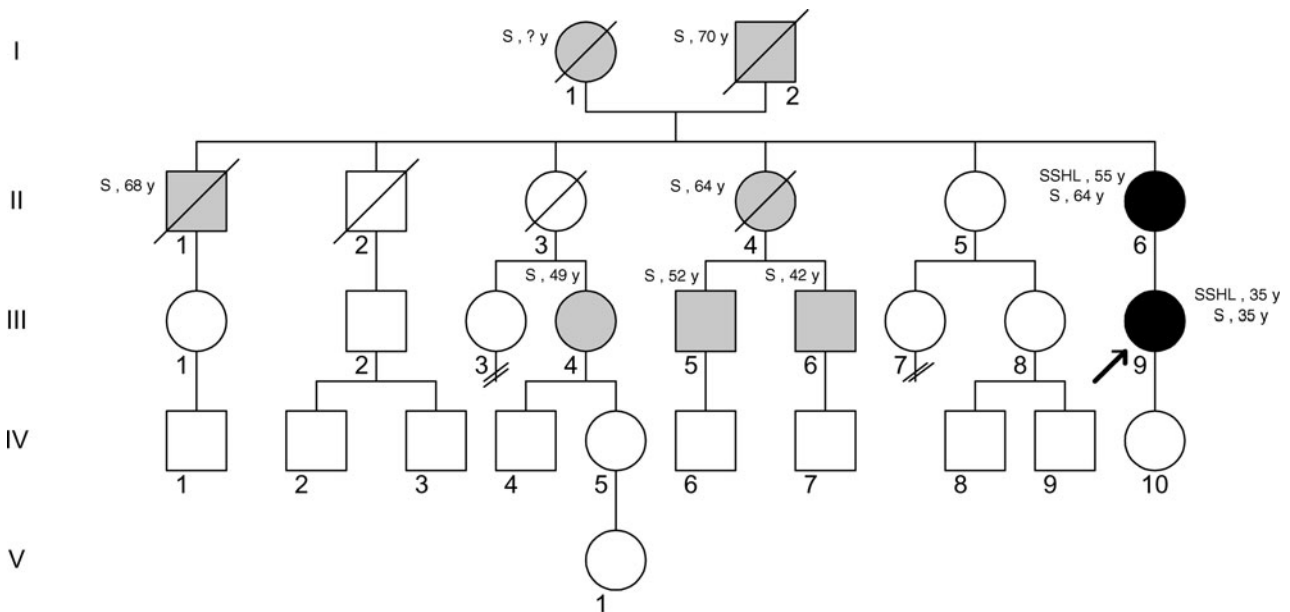 I
S , ? y
S , 70 y
1
2
II
S , 68 y
S , 64 y
SSHL , 55 y
S , 64 y
1
2
3
4
5
6
III
S , 49 y
S , 52 y
S , 42 y
SSHL , 35 y
S , 35 y
1
2
3
4
5
6
7
8
9
IV
1
2
3
4
5
6
7
8
9
10
V
1